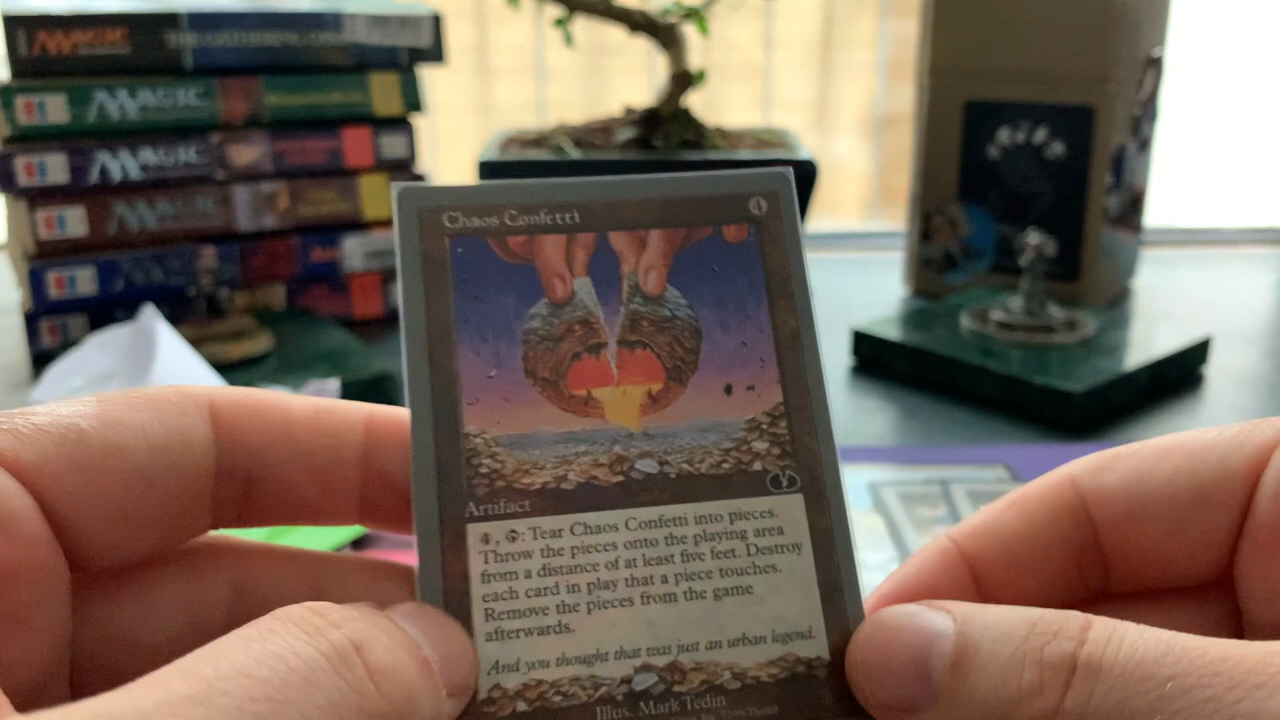 MAGIC
MAGIC
MAGIC
MAGIC
Chaos Confetti
4
Artifact
4, : Tear Chaos Confetti into pieces.
Throw the pieces onto the playing area
from a distance of at least five feet. Destroy
each card in play that a piece touches.
Remove the pieces from the game
afterwards.
And you thought that was just an urban legend.
Illus. Mark Tedin